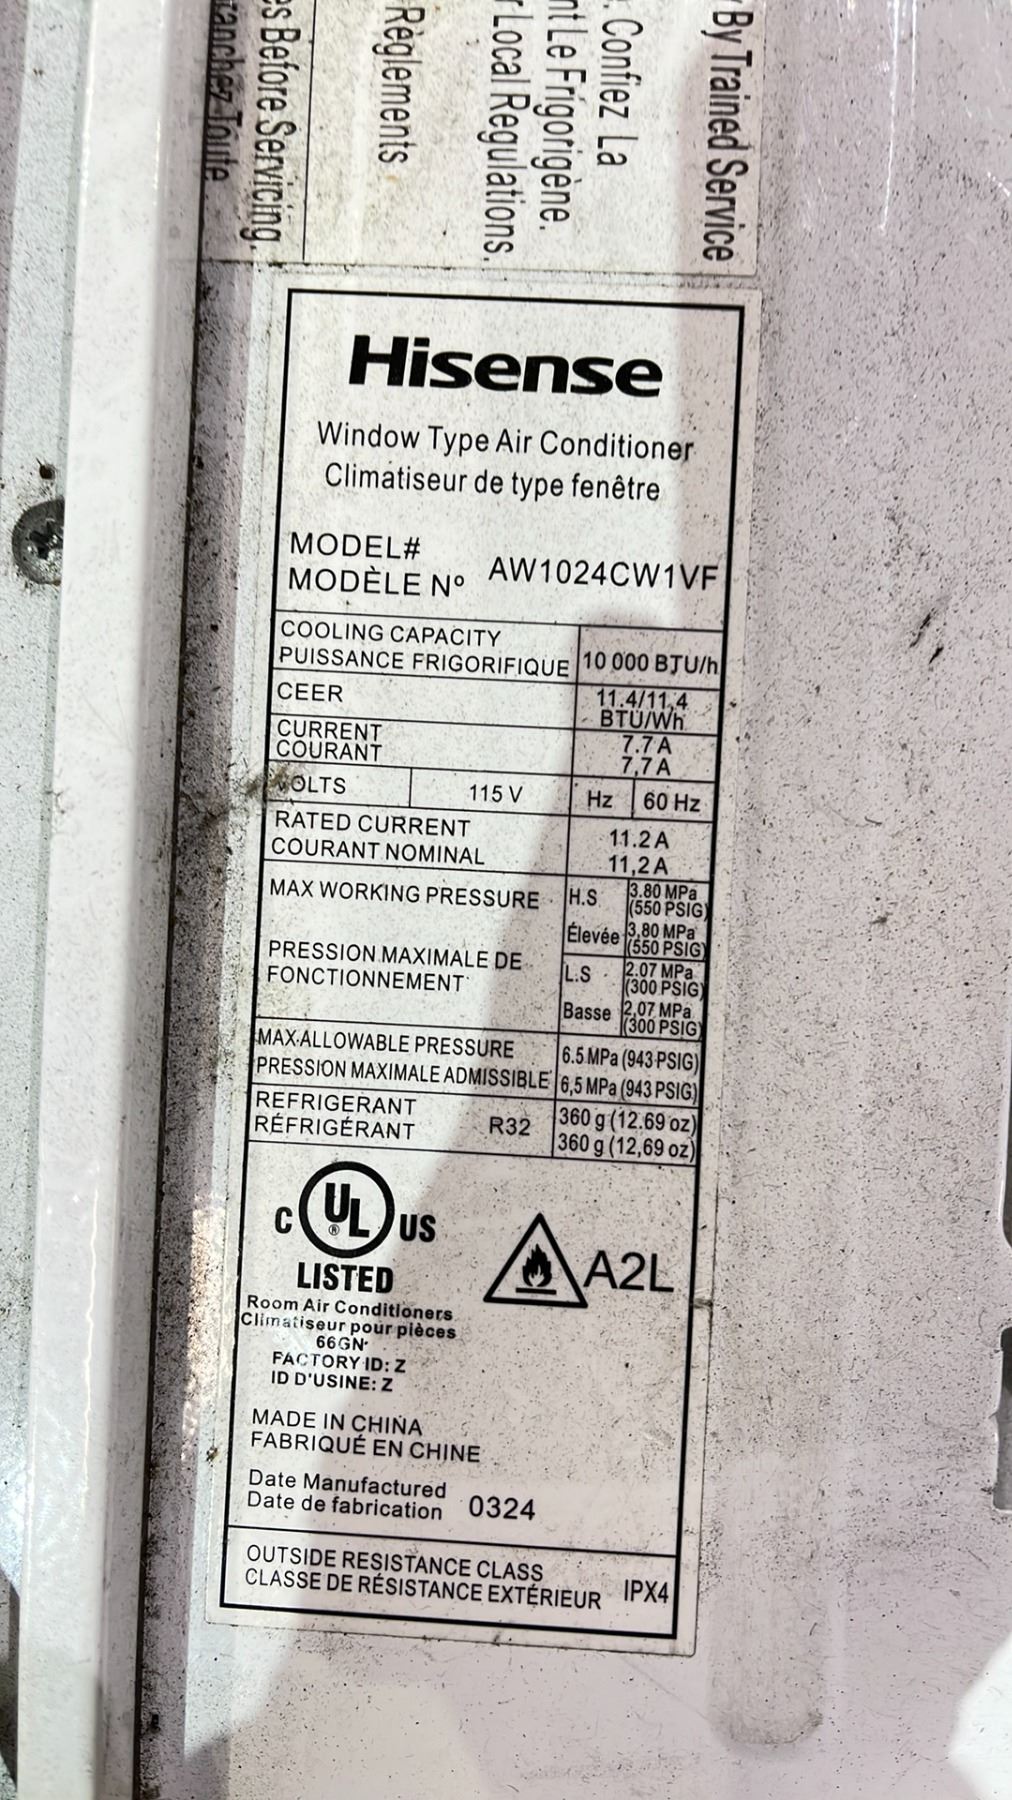 By Trained Service
. Confiez La
nt Le Frigorigène.
r Local Regulations.
Règlements
es Before Servicing.
Toute
Hisense
Window Type Air Conditioner
Climatiseur de type fenêtre
MODEL#
MODÈLE Nº AW1024CW1VF
COOLING CAPACITY
PUISSANCE FRIGORIFIQUE 10 000 BTU/h
CEER 11.4/11,4
BTU/Wh
CURRENT 7.7 A
COURANT 7,7 A
VOLTS 115 V Hz 60 Hz
RATED CURRENT 11.2 A
COURANT NOMINAL 11,2 A
MAX WORKING PRESSURE H.S 3.80 MPa
(550 PSIG)
Élevée 3,80 MPa
(550 PSIG)
PRESSION MAXIMALE DE
FONCTIONNEMENT L.S 2.07 MPa
(300 PSIG)
Basse 2,07 MPa
(300 PSIG)
MAX ALLOWABLE PRESSURE 6.5 MPa (943 PSIG)
PRESSION MAXIMALE ADMISSIBLE 6,5 MPa (943 PSIG)
REFRIGERANT 360 g (12.69 oz)
RÉFRIGÉRANT R32 360 g (12,69 oz)
C UL ® US
LISTED
A2L
Room Air Conditioners
Climatiseur pour pièces
66GN
FACTORY ID: Z
ID D'USINE: Z
MADE IN CHINA
FABRIQUÉ EN CHINE
Date Manufactured
Date de fabrication 0324
OUTSIDE RESISTANCE CLASS
CLASSE DE RÉSISTANCE EXTÉRIEUR IPX4